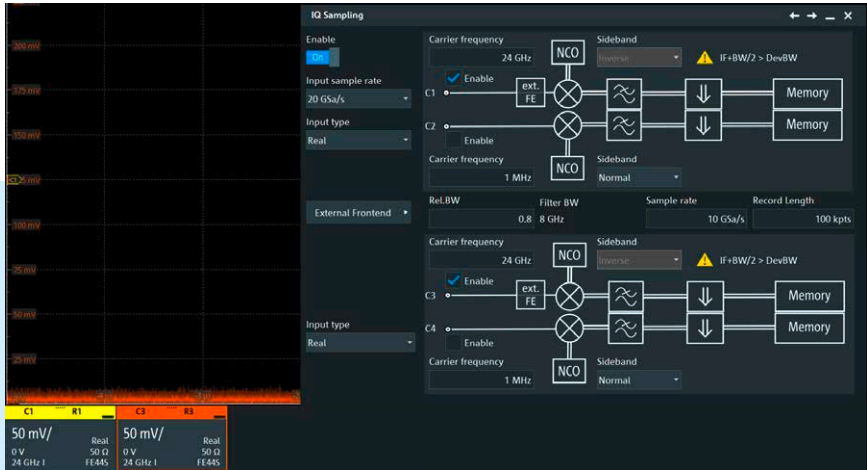 IQ Sampling
Enable
On
Input sample rate
20 GSa/s
Input type
Real
External Frontend
Input type
Real
Carrier frequency
24 GHz
NCO
Sideband
Inverse
IF+BW/2 > DevBW
Enable
C1
ext.
FE
Memory
C2
Memory
Enable
Carrier frequency
1 MHz
NCO
Sideband
Normal
Rel.BW
0.8
Filter BW
8 GHz
Sample rate
10 GSa/s
Record Length
100 kpts
Carrier frequency
24 GHz
NCO
Sideband
Inverse
IF+BW/2 > DevBW
Enable
C3
ext.
FE
Memory
C4
Memory
Enable
Carrier frequency
1 MHz
NCO
Sideband
Normal
200 mV
175 mV
150 mV
100 mV
75 mV
50 mV
25 mV
C1 R1
50 mV/ Real
0 V 50 Ω
24 GHz I FE44S
C3 R3
50 mV/ Real
0 V 50 Ω
24 GHz I FE44S